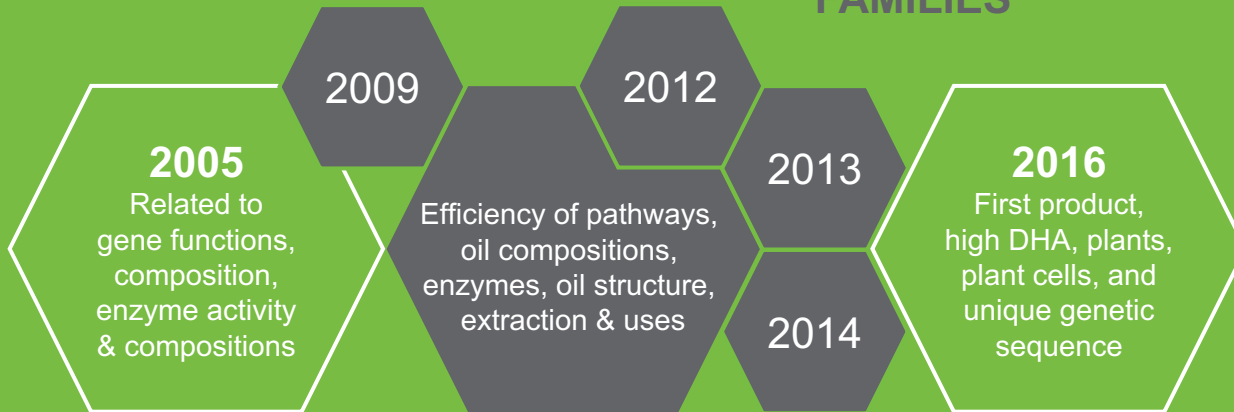 FAMILIES
2009
2012
2005
Related to
gene functions,
composition,
enzyme activity
& compositions
Efficiency of pathways,
oil compositions,
enzymes, oil structure,
extraction & uses
2013
2014
2016
First product,
high DHA, plants,
plant cells, and
unique genetic
sequence